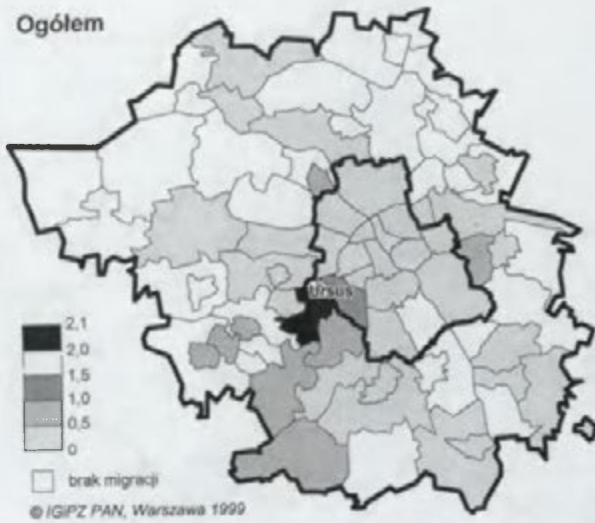 Ogółem
Ursus
2,1
2,0
1,5
1,0
0,5
0
brak migracji
© IGiPZ PAN, Warszawa 1999